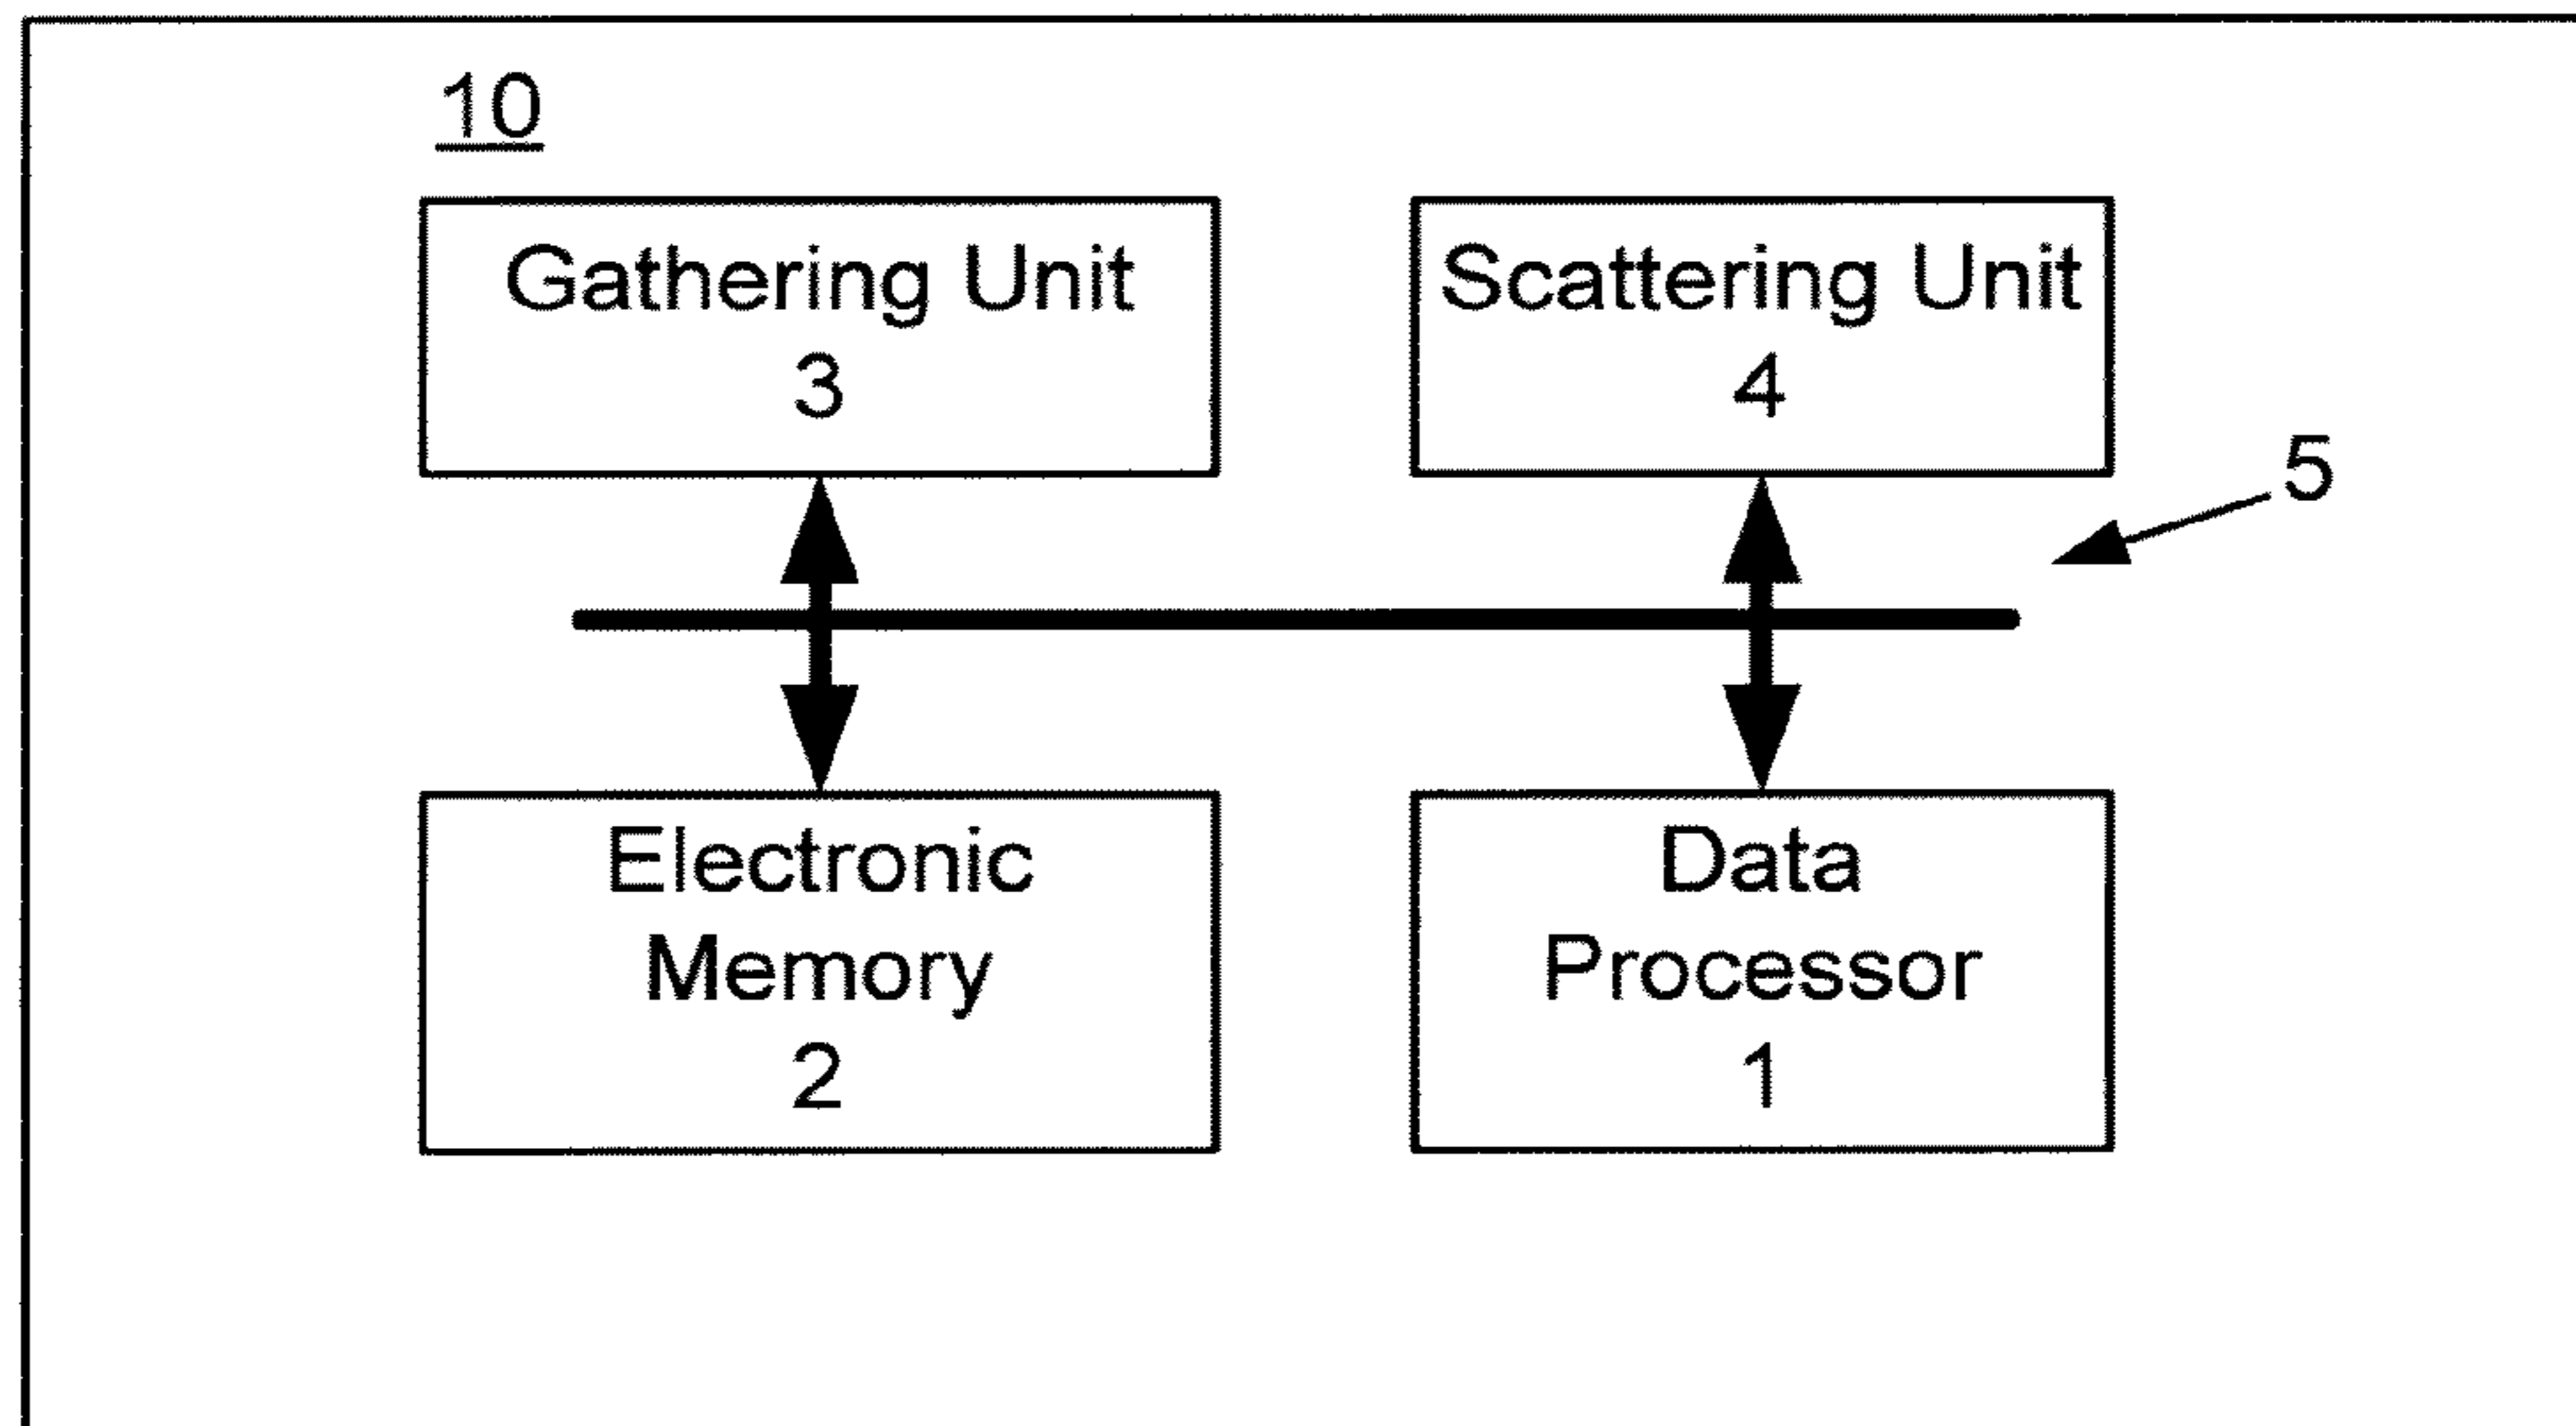 10
Gathering Unit
3
Scattering Unit
4
5
Electronic
Memory
2
Data
Processor
1